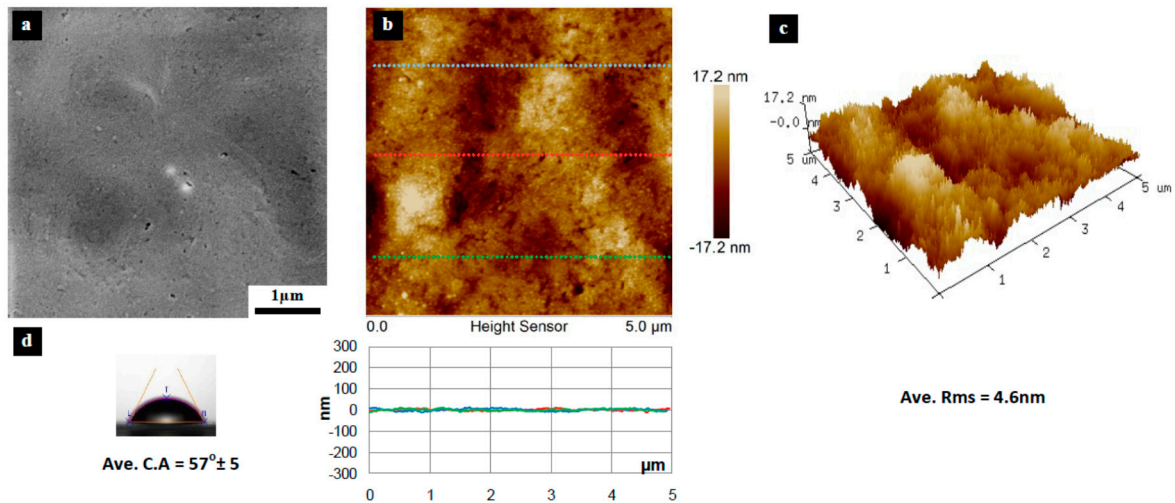 a
1µm
b
0.0 Height Sensor 5.0 µm
17.2 nm
-17.2 nm
300
200
100
0
-100
-200
-300
nm
µm
0 1 2 3 4 5
c
17.2 nm
-0.0 nm
5 um
4
3
2
1
1
2
3
4
5 um
Ave. Rms = 4.6nm
d
Ave. C.A = 57°± 5